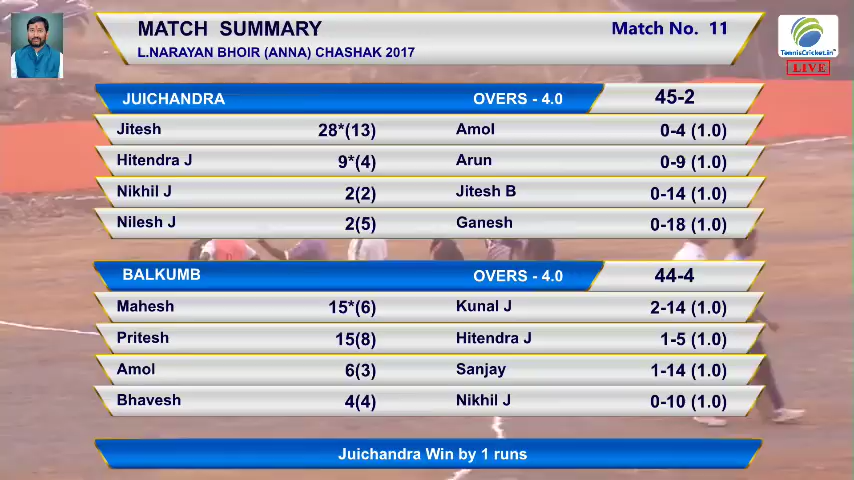 MATCH SUMMARY
Match No. 11
L.NARAYAN BHOIR (ANNA) CHASHAK 2017
TennisCricket.in
LIVE
JUICHANDRA OVERS - 4.0 45-2
Jitesh 28*(13) Amol 0-4 (1.0)
Hitendra J 9*(4) Arun 0-9 (1.0)
Nikhil J 2(2) Jitesh B 0-14 (1.0)
Nilesh J 2(5) Ganesh 0-18 (1.0)
BALKUMB OVERS - 4.0 44-4
Mahesh 15*(6) Kunal J 2-14 (1.0)
Pritesh 15(8) Hitendra J 1-5 (1.0)
Amol 6(3) Sanjay 1-14 (1.0)
Bhavesh 4(4) Nikhil J 0-10 (1.0)
Juichandra Win by 1 runs